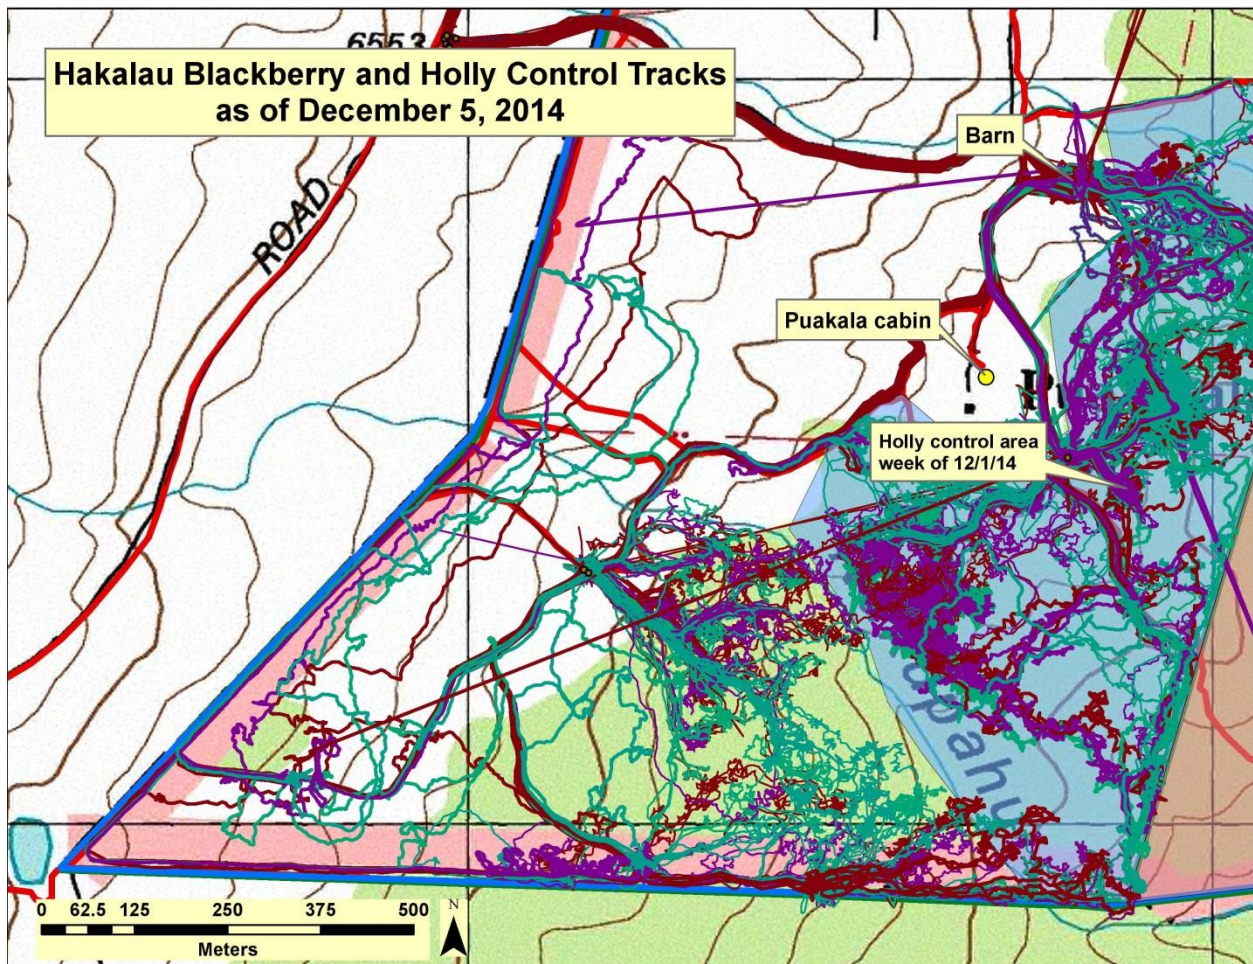 6553
Hakalau Blackberry and Holly Control Tracks
as of December 5, 2014
Barn
ROAD
Puakala cabin
Holly control area
week of 12/1/14
0 62.5 125 250 375 500
Meters
N